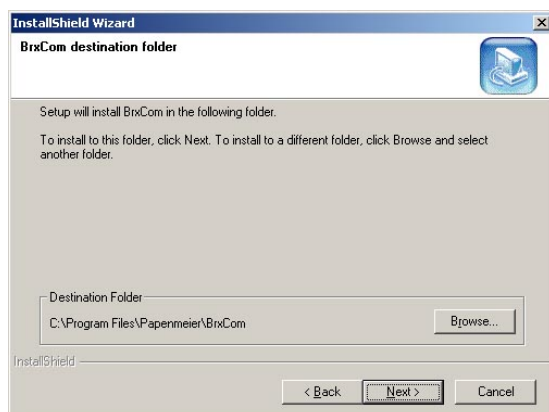 InstallShield Wizard
BrxCom destination folder
Setup will install BrxCom in the following folder.
To install to this folder, click Next. To install to a different folder, click Browse and select
another folder.
Destination Folder
C:\Program Files\Papenmeier\BrxCom
Browse...
InstallShield
< Back
Next >
Cancel